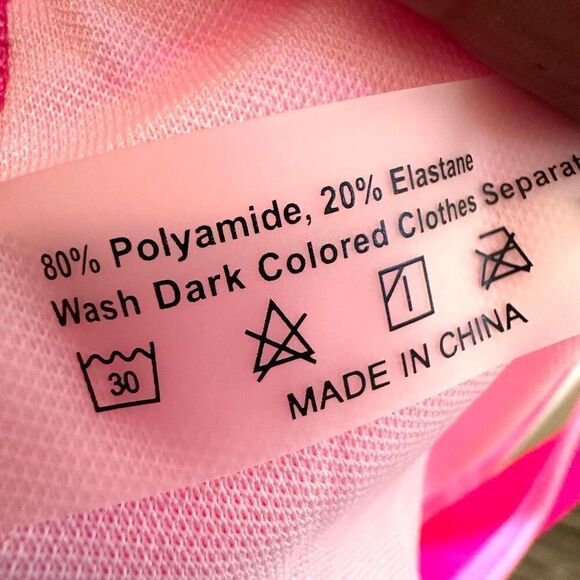 80% Polyamide, 20% Elastane
Wash Dark Colored Clothes Separat
30
MADE IN CHINA